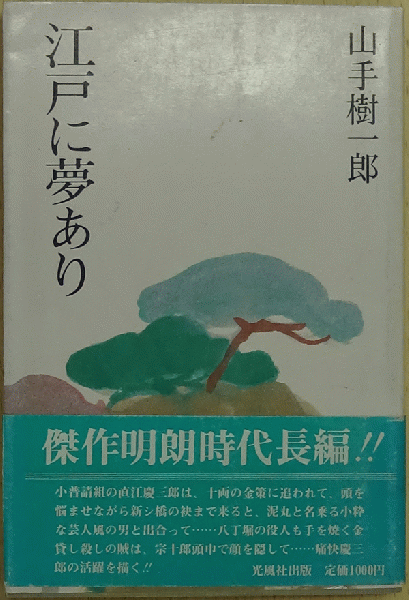 山手樹一郎
江戸に夢あり
傑作明朗時代長編!!
小普請組の直江慶三郎は、十両の金策に追われて、頭を
悩ませながら新シ橋の袂まで来ると、泥丸と名乗る小粋
な芸人風の男と出合って……八丁堀の役人も手を焼く金
貸し殺しの賊は、宗十郎頭巾で顔を隠して……痛快慶三
郎の活躍を描く!!
光風社出版 定価1000円